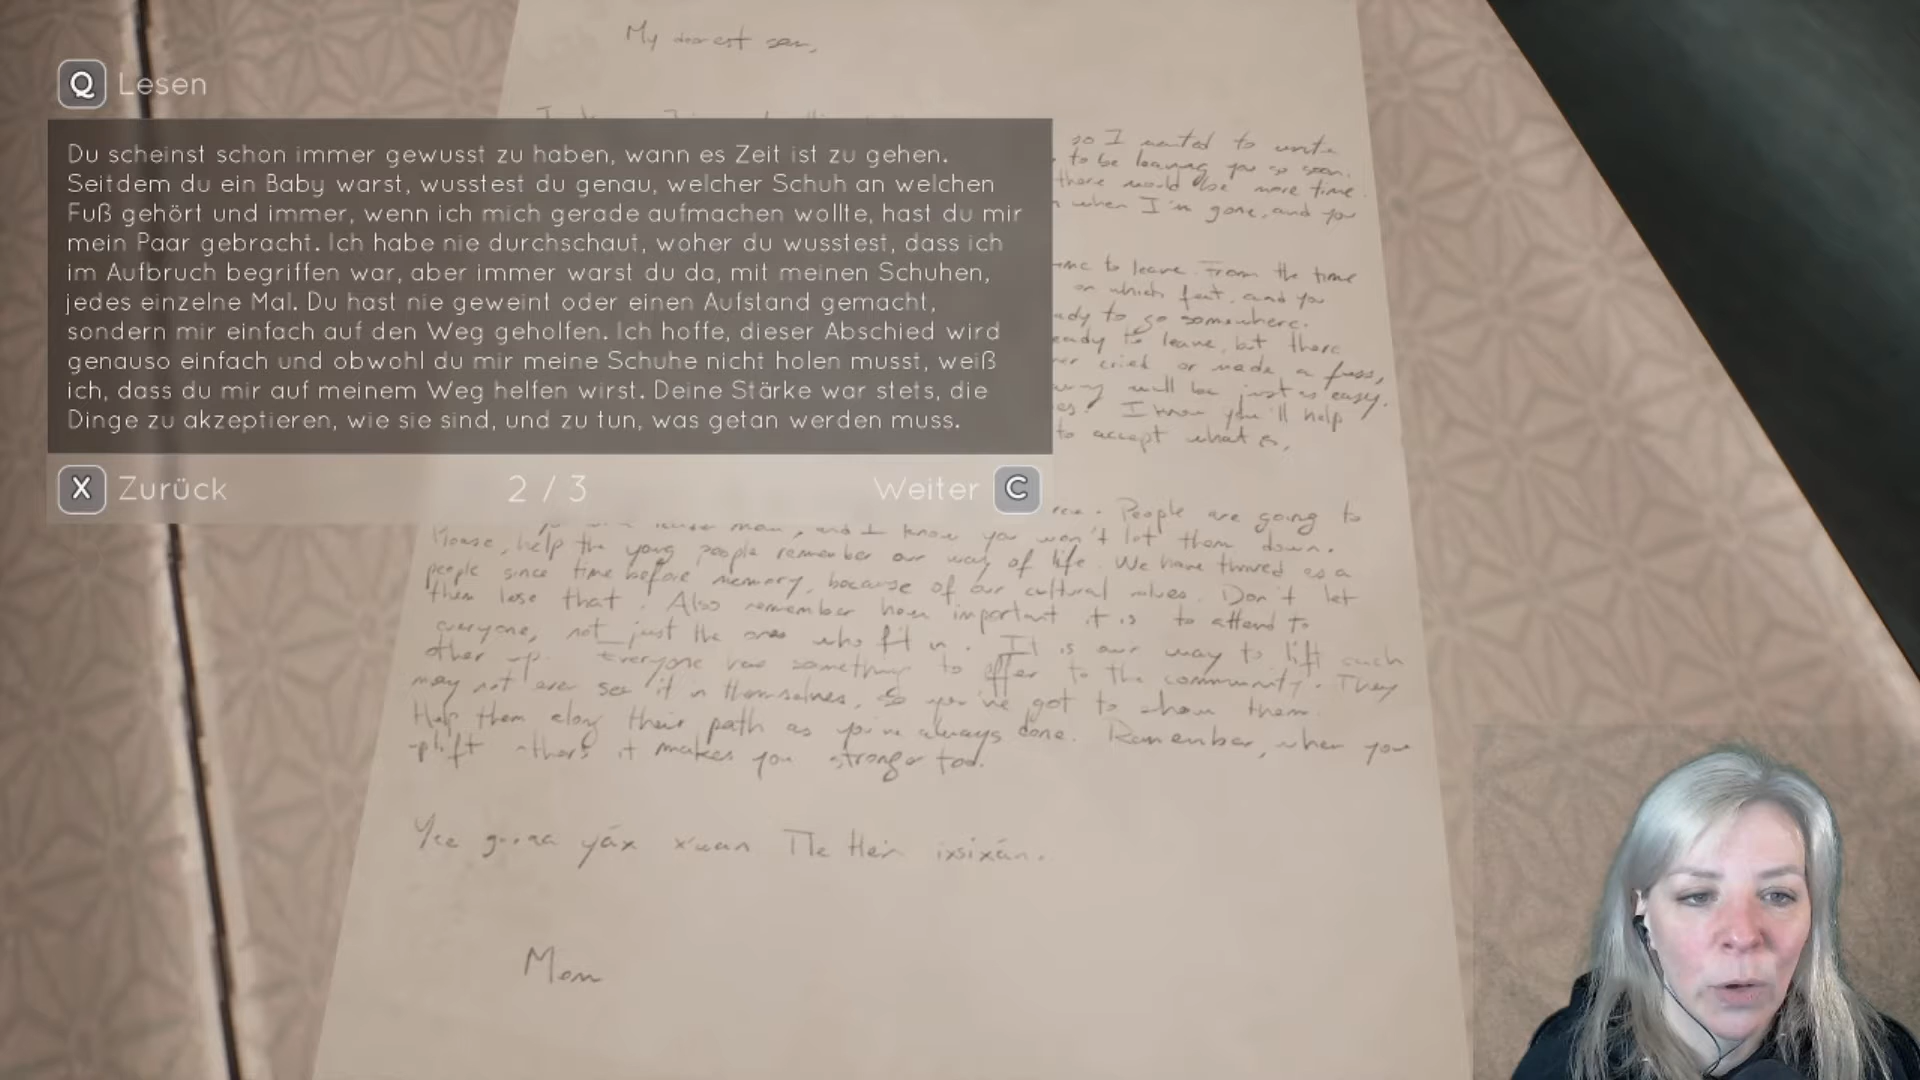 My dearest son,
Q Lesen
Du scheinst schon immer gewusst zu haben, wann es Zeit ist zu gehen.
Seitdem du ein Baby warst, wusstest du genau, welcher Schuh an welchen
Fuß gehört und immer, wenn ich mich gerade aufmachen wollte, hast du mir
mein Paar gebracht. Ich habe nie durchschaut, woher du wusstest, dass ich
im Aufbruch begriffen war, aber immer warst du da, mit meinen Schuhen,
jedes einzelne Mal. Du hast nie geweint oder einen Aufstand gemacht,
sondern mir einfach auf den Weg geholfen. Ich hoffe, dieser Abschied wird
genauso einfach und obwohl du mir meine Schuhe nicht holen musst, weiß
ich, dass du mir auf meinem Weg helfen wirst. Deine Stärke war stets, die
Dinge zu akzeptieren, wie sie sind, und zu tun, was getan werden muss.
X Zurück
2 / 3
Weiter C
so I wanted to write
to be leaving you so soon.
there would be more time
when I'm gone, and you
to leave. From the time
on which feet, and you
to go somewhere.
to leave, but there
cried or made a fuss,
will be just as easy.
I know you'll help
to accept what is,
People are going to
man, and I know you won't let them down.
Please, help the young people remember our way of life. We have thrived as a
people since time before memory, because of our cultural values. Don't let
them lose that. Also remember how important it is to attend to
everyone, not just the ones who fit in. It is our way to lift each
other up. Everyone has something to offer to the community. They
may not ever see it in themselves, so you've got to show them.
Help them along their path as you've always done. Remember, when you
uplift others it makes you stronger too.
yáx x'wan
ixsixán.
Mom